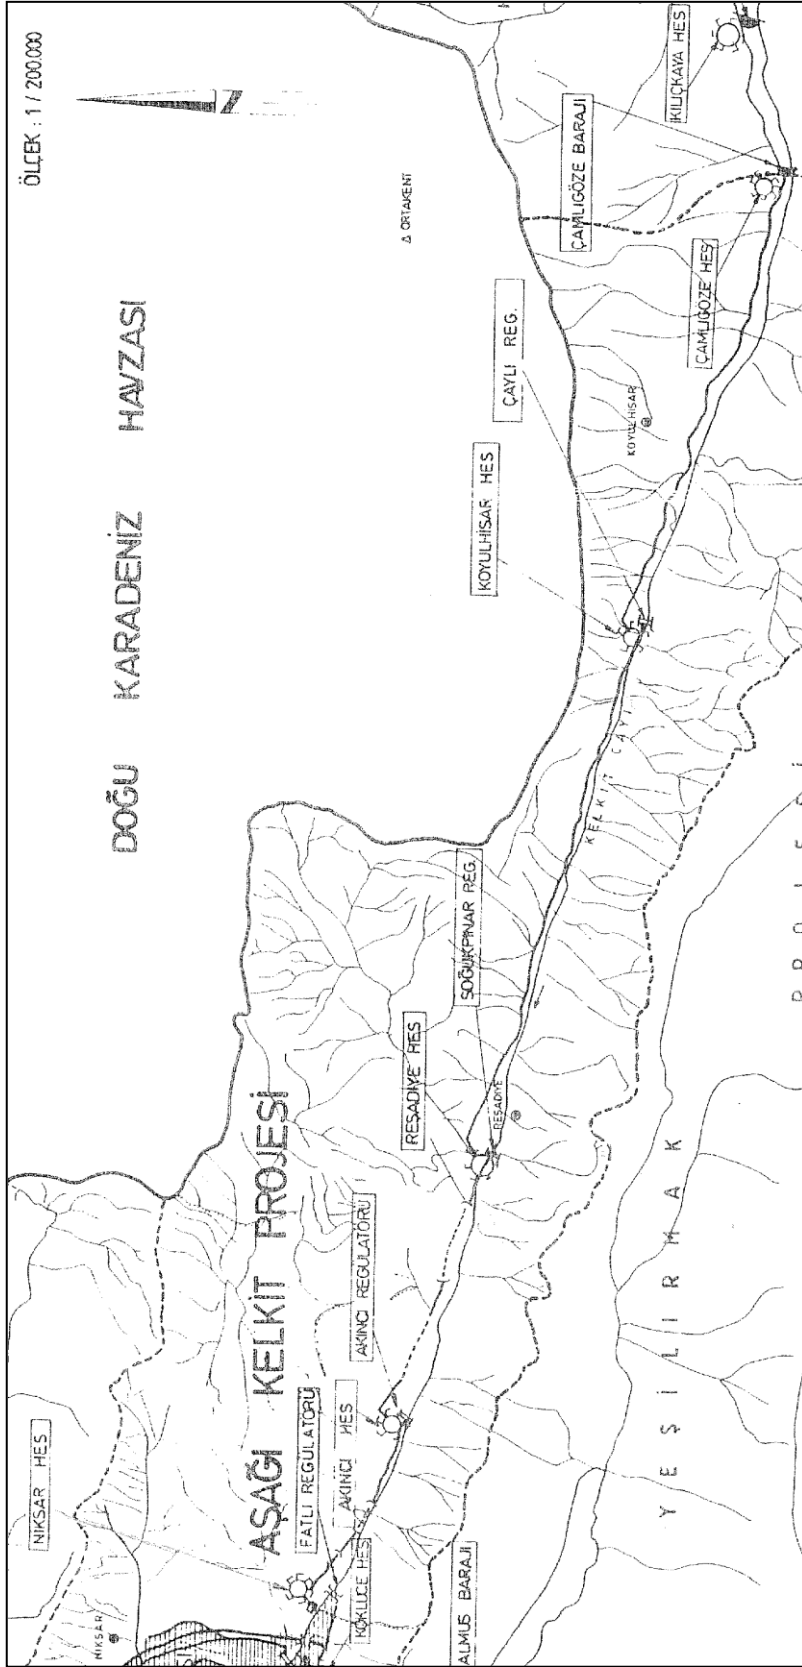 ÖLÇEK : 1 / 200.000
DOĞU KARADENİZ HAVZASI
AŞAĞI KELKİT PROJESİ
NİKSAR HES
NİKSAR
FATLI REGULATÖRÜ
AKINCI HES
KÖKLÜCE HES
ALMUS BARAJI
AKINCI REGULATÖRÜ
REŞADİYE HES
SOĞUKPINAR REG.
REŞADİYE
KELKİT ÇAYI
KOYULHİSAR HES
ÇAYLI REG.
KOYULHİSAR
Δ ORTAKENT
ÇAMLIGÖZE BARAJI
ÇAMLIGÖZE HES
KILIÇKAYA HES
YEŞİLIRMAK